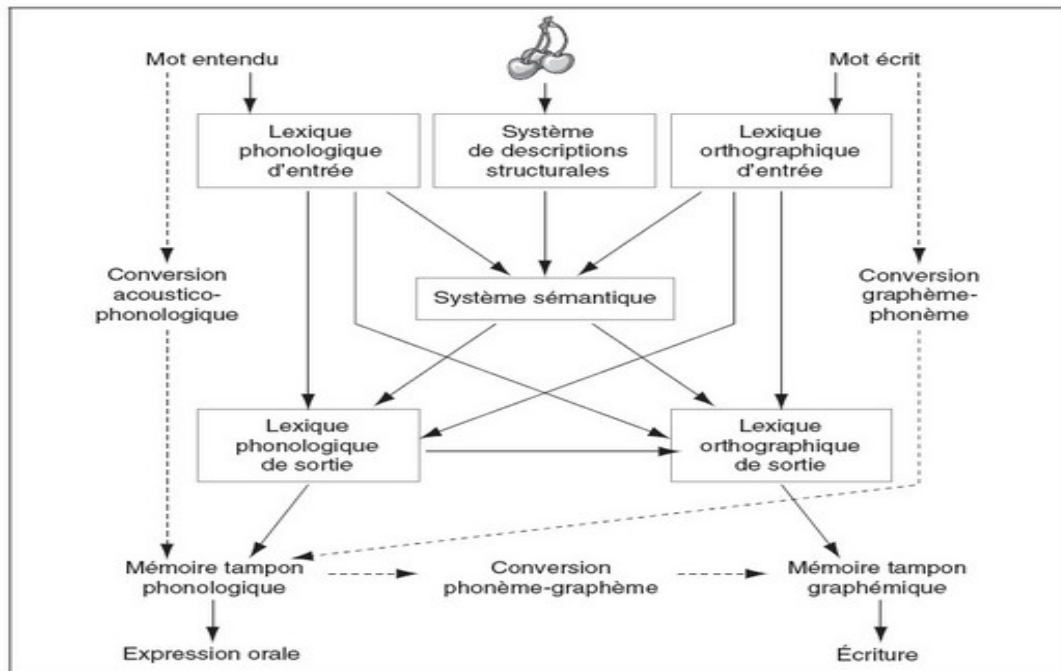 Mot entendu
Mot écrit
Lexique
phonologique
d'entrée
Système
de descriptions
structurales
Lexique
orthographique
d'entrée
Conversion
acoustico-
phonologique
Système sémantique
Conversion
graphème-
phonème
Lexique
phonologique
de sortie
Lexique
orthographique
de sortie
Mémoire tampon
phonologique
Conversion
phonème-graphème
Mémoire tampon
graphémique
Expression orale
Écriture